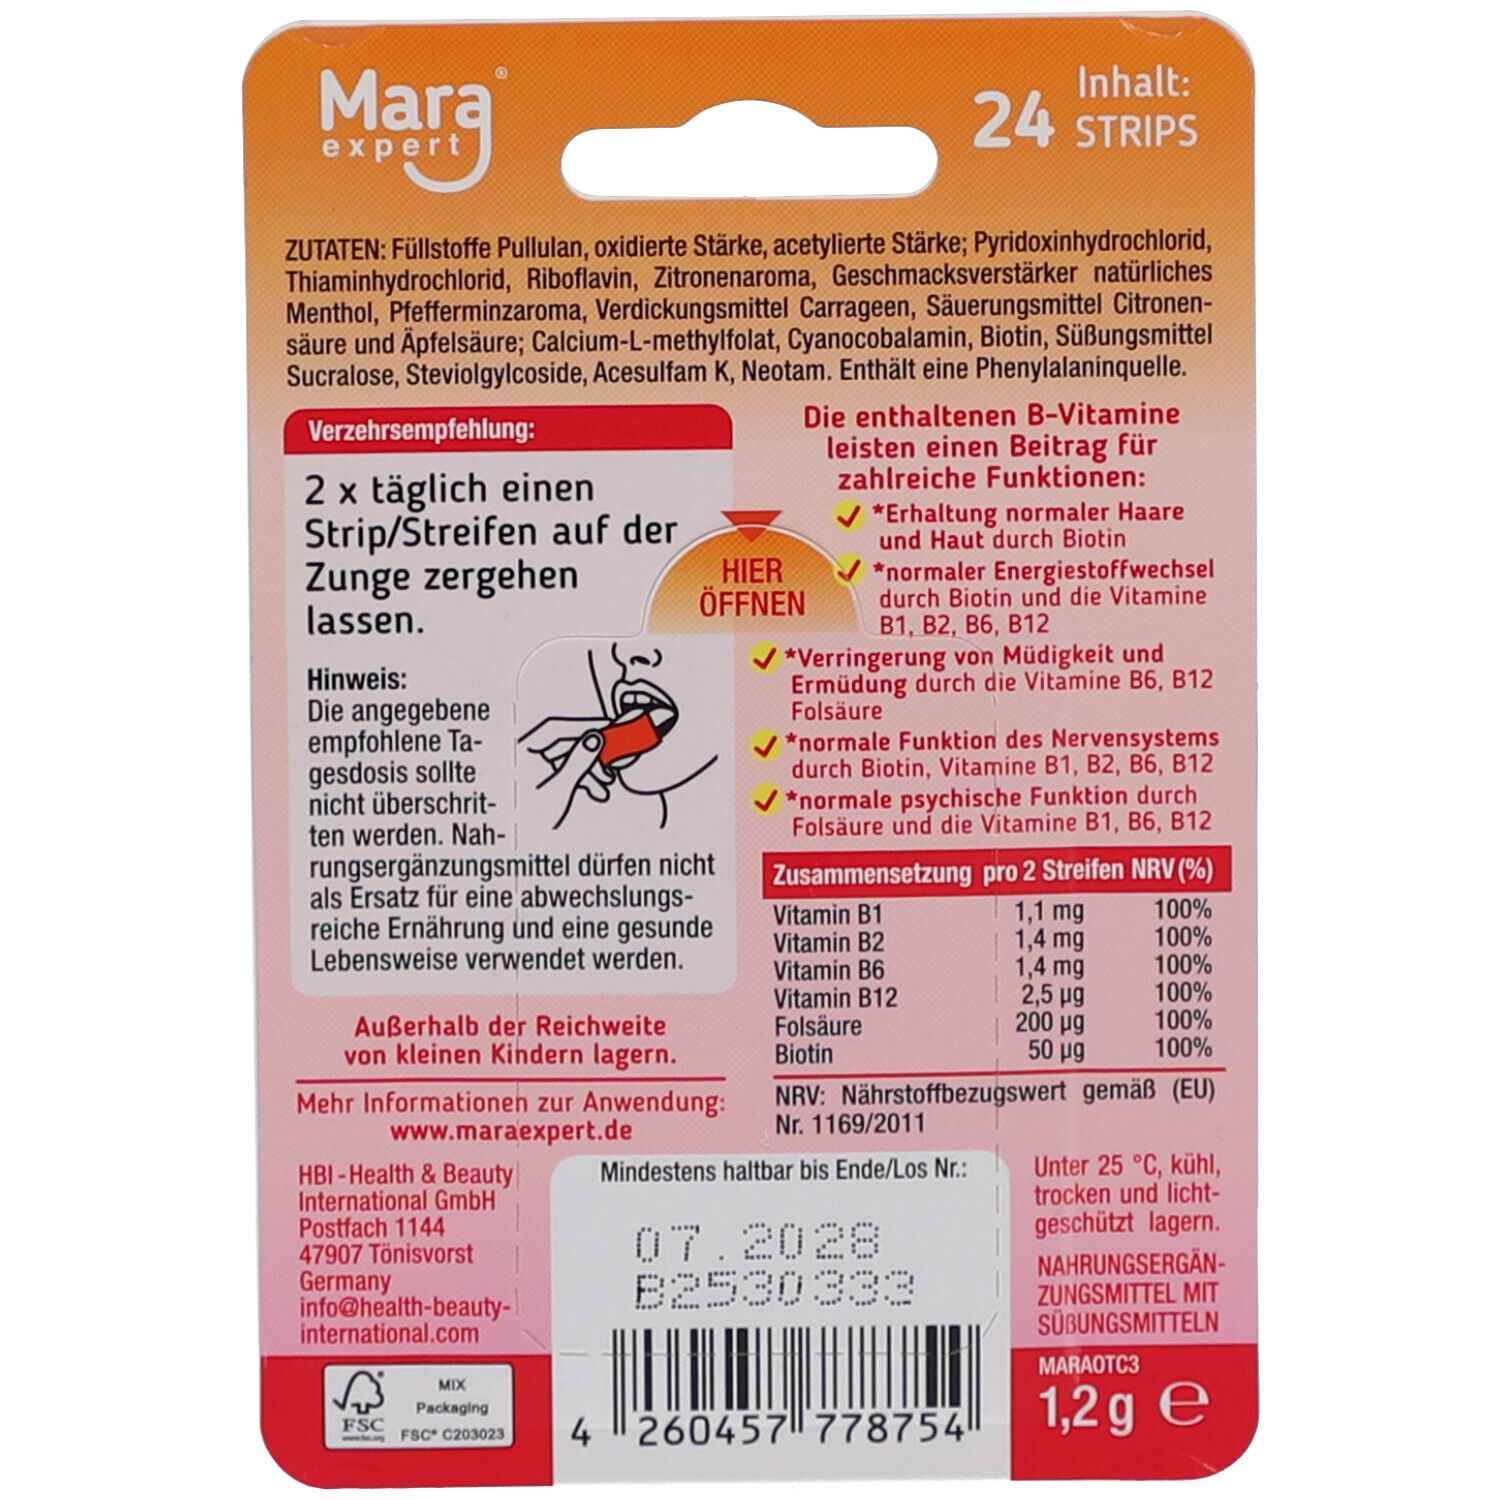 Mara®
expert
24 Inhalt:
STRIPS
ZUTATEN: Füllstoffe Pullulan, oxidierte Stärke, acetylierte Stärke; Pyridoxinhydrochlorid,
Thiaminhydrochlorid, Riboflavin, Zitronenaroma, Geschmacksverstärker natürliches
Menthol, Pfefferminzaroma, Verdickungsmittel Carrageen, Säuerungsmittel Citronen-
säure und Äpfelsäure; Calcium-L-methylfolat, Cyanocobalamin, Biotin, Süßungsmittel
Sucralose, Steviolgylcoside, Acesulfam K, Neotam. Enthält eine Phenylalaninquelle.
Verzehrsempfehlung:
2 x täglich einen
Strip/Streifen auf der
Zunge zergehen
lassen.
Hinweis:
Die angegebene
empfohlene Ta-
gesdosis sollte
nicht überschrit-
ten werden. Nah-
rungsergänzungsmittel dürfen nicht
als Ersatz für eine abwechslungs-
reiche Ernährung und eine gesunde
Lebensweise verwendet werden.
HIER
ÖFFNEN
Die enthaltenen B-Vitamine
leisten einen Beitrag für
zahlreiche Funktionen:
*Erhaltung normaler Haare
und Haut durch Biotin
*normaler Energiestoffwechsel
durch Biotin und die Vitamine
B1, B2, B6, B12
*Verringerung von Müdigkeit und
Ermüdung durch die Vitamine B6, B12
Folsäure
*normale Funktion des Nervensystems
durch Biotin, Vitamine B1, B2, B6, B12
*normale psychische Funktion durch
Folsäure und die Vitamine B1, B6, B12
Zusammensetzung pro 2 Streifen NRV (%)
Vitamin B1 1,1 mg 100%
Vitamin B2 1,4 mg 100%
Vitamin B6 1,4 mg 100%
Vitamin B12 2,5 µg 100%
Folsäure 200 µg 100%
Biotin 50 µg 100%
NRV: Nährstoffbezugswert gemäß (EU)
Nr. 1169/2011
Außerhalb der Reichweite
von kleinen Kindern lagern.
Mehr Informationen zur Anwendung:
www.maraexpert.de
HBI - Health & Beauty
International GmbH
Postfach 1144
47907 Tönisvorst
Germany
info@health-beauty-
international.com
Mindestens haltbar bis Ende/Los Nr.:
07.2028
B2530333
Unter 25 °C, kühl,
trocken und licht-
geschützt lagern.
NAHRUNGSERGÄN-
ZUNGSMITTEL MIT
SÜßUNGSMITTELN
MARAOTC3
1,2 g e
FSC®
www.fsc.org
MIX
Packaging
FSC® C203023
4 260457 778754